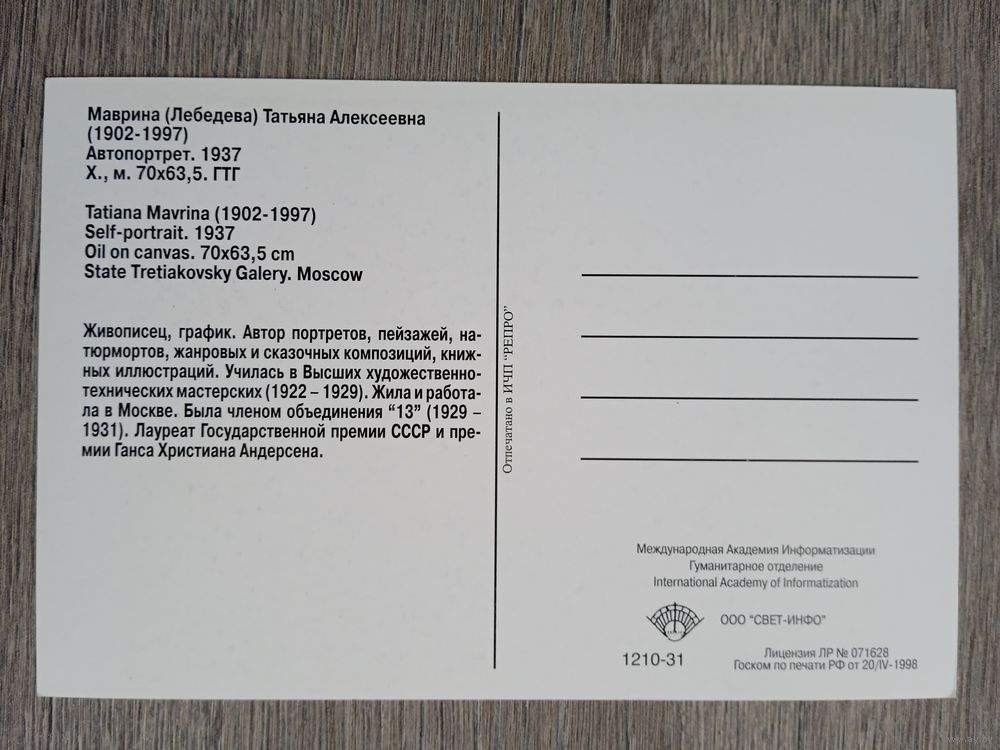 Маврина (Лебедева) Татьяна Алексеевна
(1902-1997)
Автопортрет. 1937
Х., м. 70х63,5. ГТГ
Tatiana Mavrina (1902-1997)
Self-portrait. 1937
Oil on canvas. 70x63,5 cm
State Tretiakovsky Galery. Moscow
Живописец, график. Автор портретов, пейзажей, на-
тюрмортов, жанровых и сказочных композиций, книж-
ных иллюстраций. Училась в Высших художественно-
технических мастерских (1922 – 1929). Жила и работа-
ла в Москве. Была членом объединения “13” (1929 –
1931). Лауреат Государственной премии СССР и пре-
мии Ганса Христиана Андерсена.
Отпечатано в ИЧП “РЕПРО”
Международная Академия Информатизации
Гуманитарное отделение
International Academy of Informatization
ООО “СВЕТ-ИНФО”
1210-31
Лицензия ЛР № 071628
Госком по печати РФ от 20/IV-1998